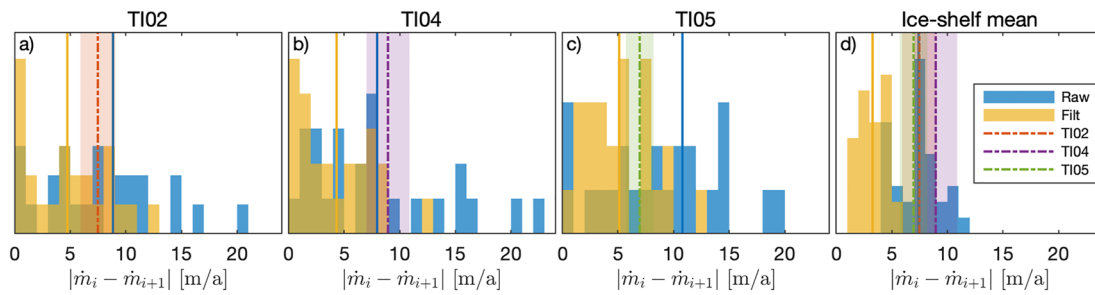 TI02
TI04
TI05
Ice-shelf mean
a)
b)
c)
d)
Raw
Filt
TI02
TI04
TI05
0 5 10 15 20
0 5 10 15 20
0 5 10 15 20
0 5 10 15 20
|ṁᵢ − ṁᵢ₊₁| [m/a]
|ṁᵢ − ṁᵢ₊₁| [m/a]
|ṁᵢ − ṁᵢ₊₁| [m/a]
|ṁᵢ − ṁᵢ₊₁| [m/a]